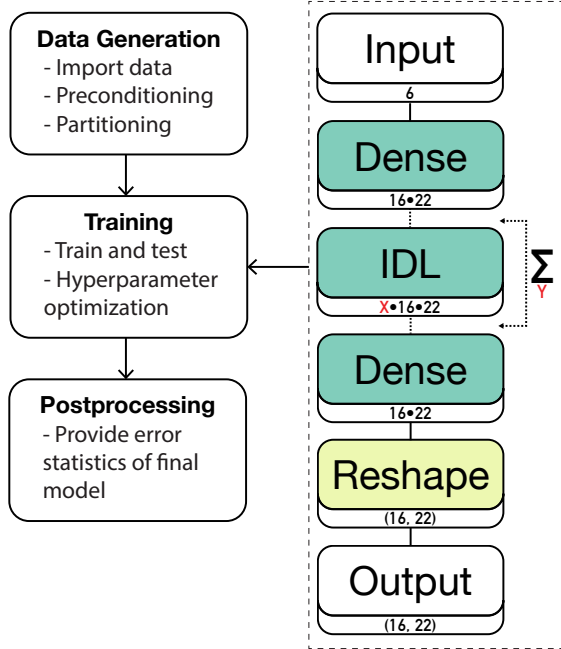 Data Generation
- Import data
- Preconditioning
- Partitioning
Training
- Train and test
- Hyperparameter
optimization
Postprocessing
- Provide error
statistics of final
model
Input
6
Dense
16•22
IDL
X•16•22
Σ
Y
Dense
16•22
Reshape
(16, 22)
Output
(16, 22)